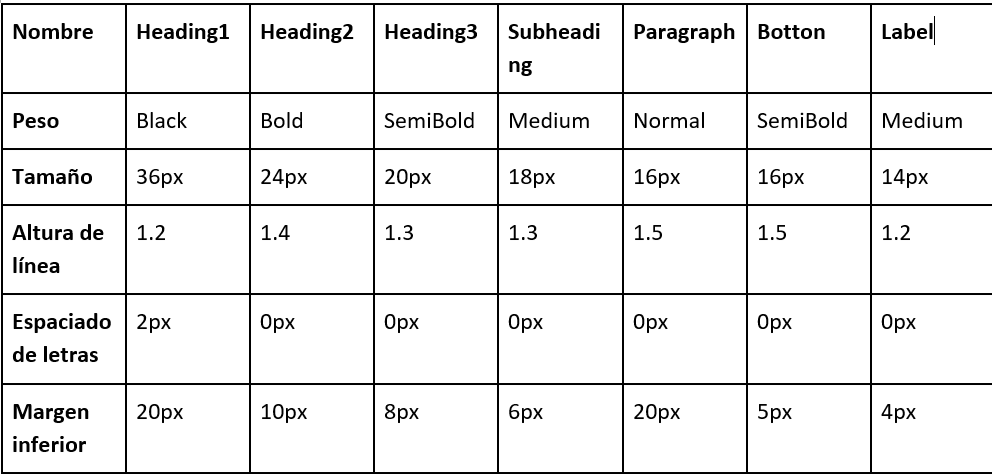 Nombre Heading1 Heading2 Heading3 Subheadi Paragraph Botton Label
ng
Peso Black Bold SemiBold Medium Normal SemiBold Medium
Tamaño 36px 24px 20px 18px 16px 16px 14px
Altura de 1.2 1.4 1.3 1.3 1.5 1.5 1.2
línea
Espaciado 2px 0px 0px 0px 0px 0px 0px
de letras
Margen 20px 10px 8px 6px 20px 5px 4px
inferior